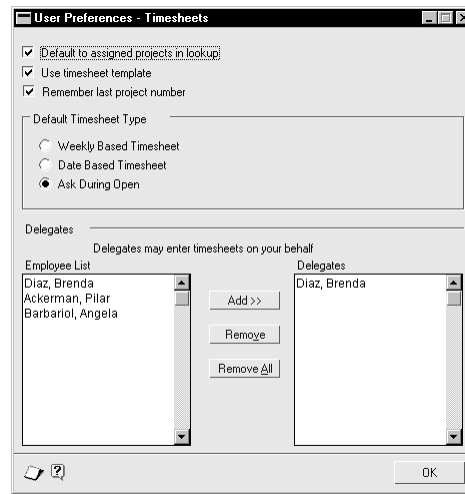 User Preferences - Timesheets
Default to assigned projects in lookup
Use timesheet template
Remember last project number
Default Timesheet Type
Weekly Based Timesheet
Date Based Timesheet
Ask During Open
Delegates
Delegates may enter timesheets on your behalf
Employee List
Delegates
Diaz, Brenda
Ackerman, Pilar
Barbariol, Angela
Diaz, Brenda
Add >>
Remove
Remove All
OK